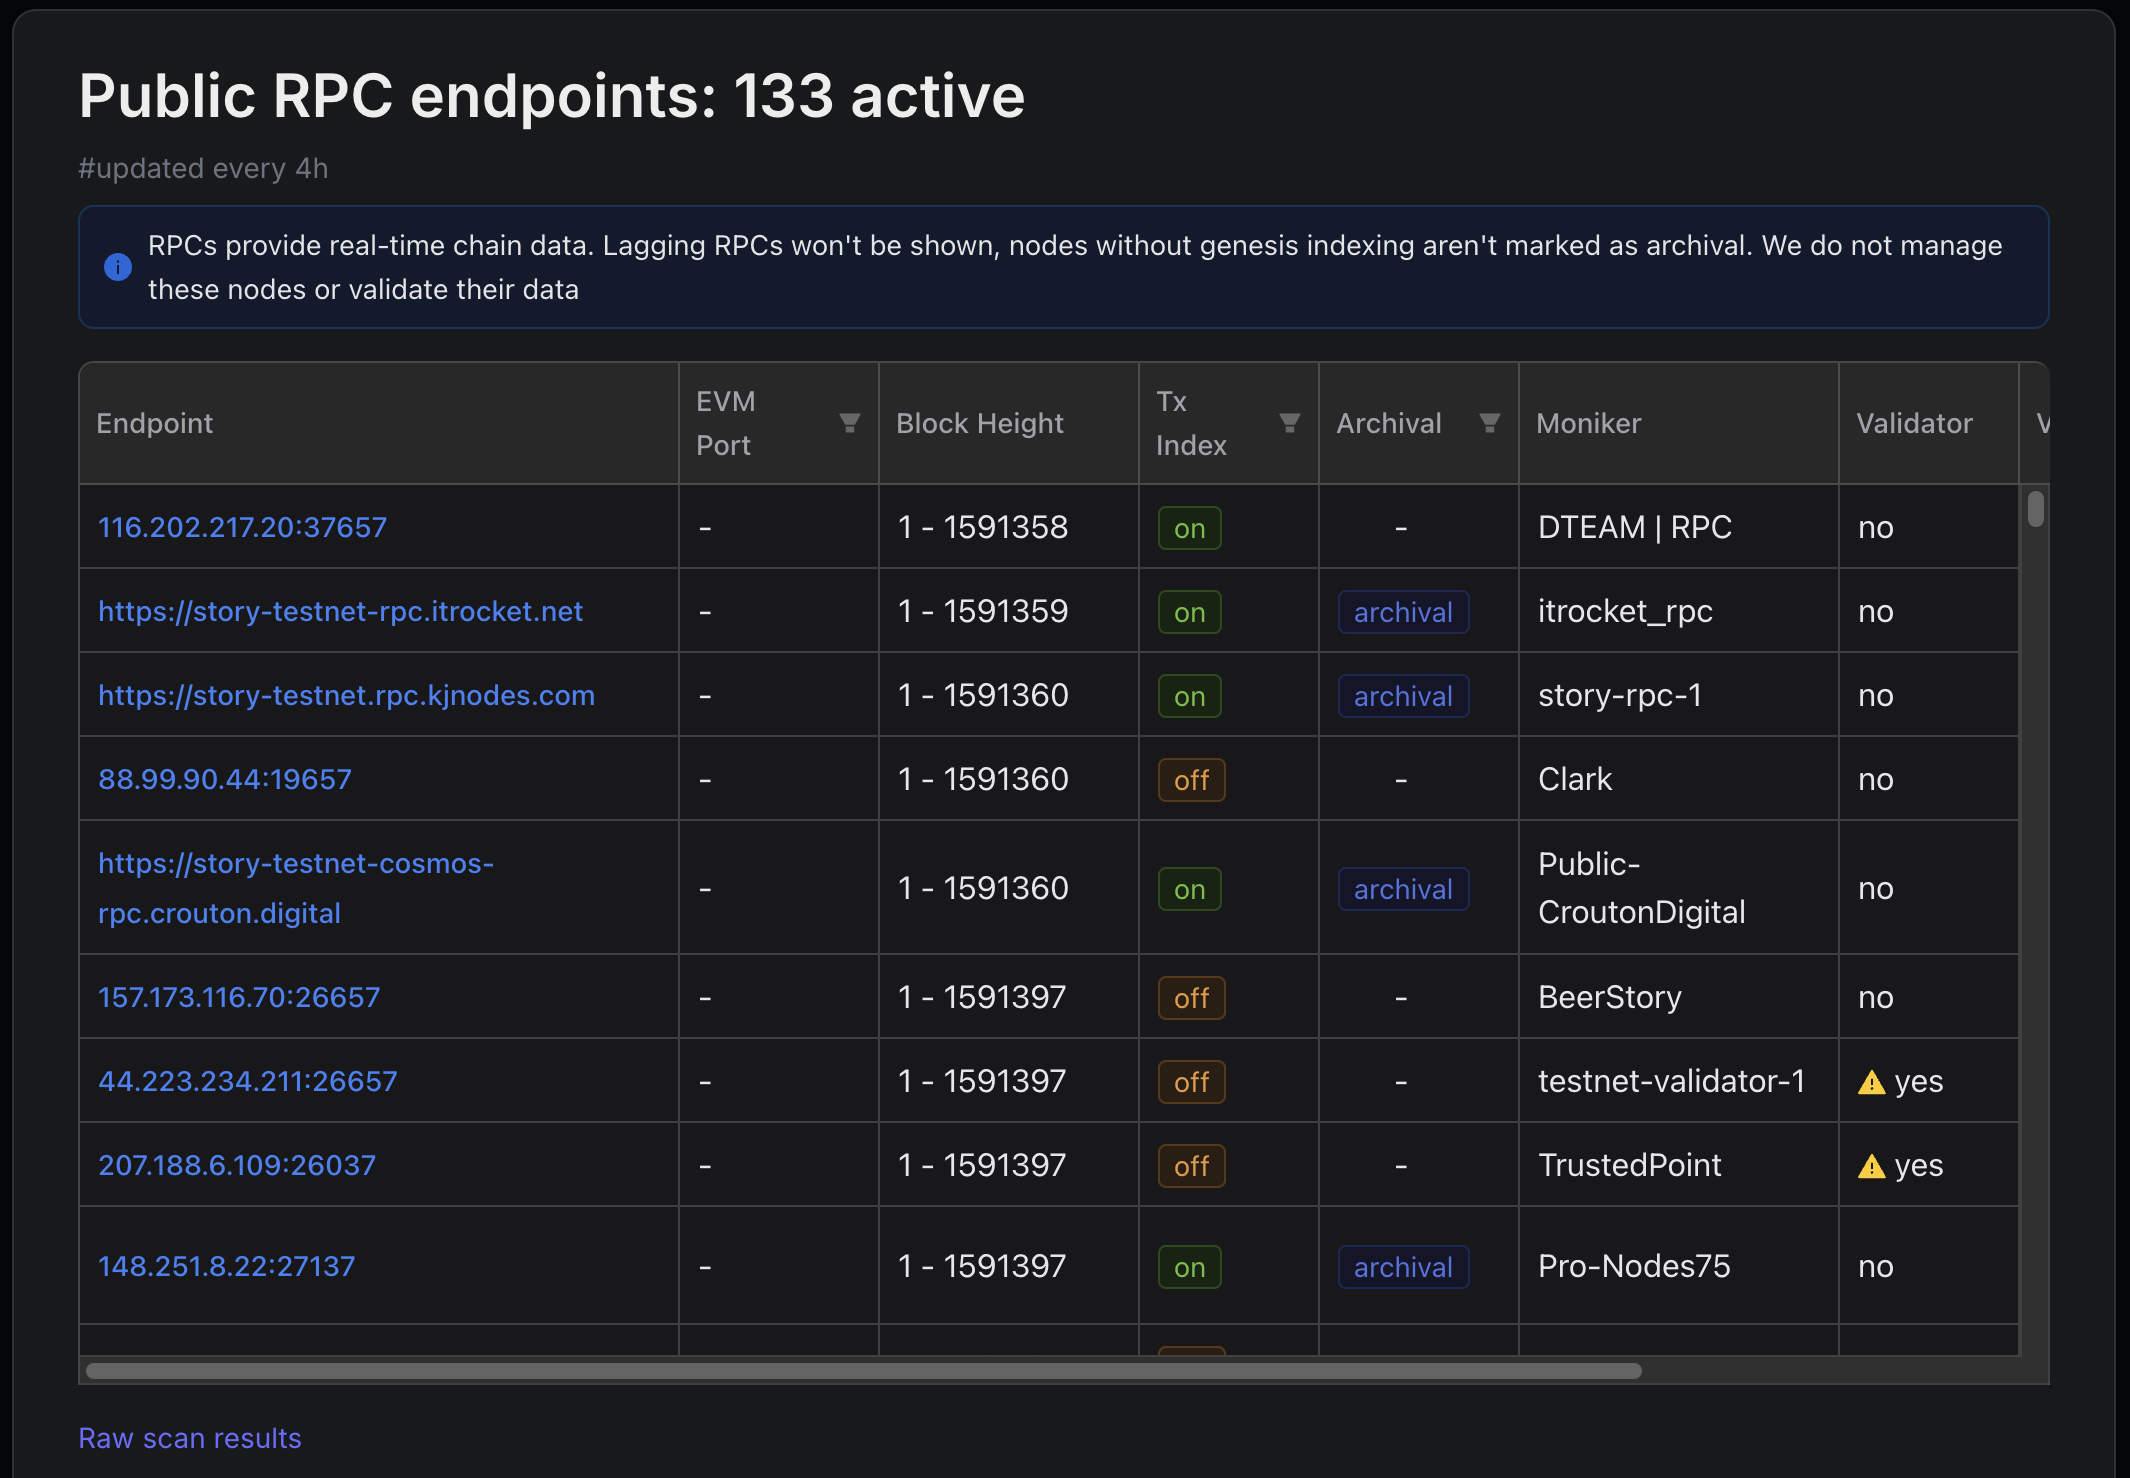 Public RPC endpoints: 133 active
#updated every 4h
RPCs provide real-time chain data. Lagging RPCs won't be shown, nodes without genesis indexing aren't marked as archival. We do not manage
these nodes or validate their data
Endpoint EVM Port Block Height Tx Index Archival Moniker Validator V
116.202.217.20:37657 - 1 - 1591358 on - DTEAM | RPC no
https://story-testnet-rpc.itrocket.net - 1 - 1591359 on archival itrocket_rpc no
https://story-testnet.rpc.kjnodes.com - 1 - 1591360 on archival story-rpc-1 no
88.99.90.44:19657 - 1 - 1591360 off - Clark no
https://story-testnet-cosmos-rpc.crouton.digital - 1 - 1591360 on archival Public-CroutonDigital no
157.173.116.70:26657 - 1 - 1591397 off - BeerStory no
44.223.234.211:26657 - 1 - 1591397 off - testnet-validator-1 ⚠ yes
207.188.6.109:26037 - 1 - 1591397 off - TrustedPoint ⚠ yes
148.251.8.22:27137 - 1 - 1591397 on archival Pro-Nodes75 no
Raw scan results